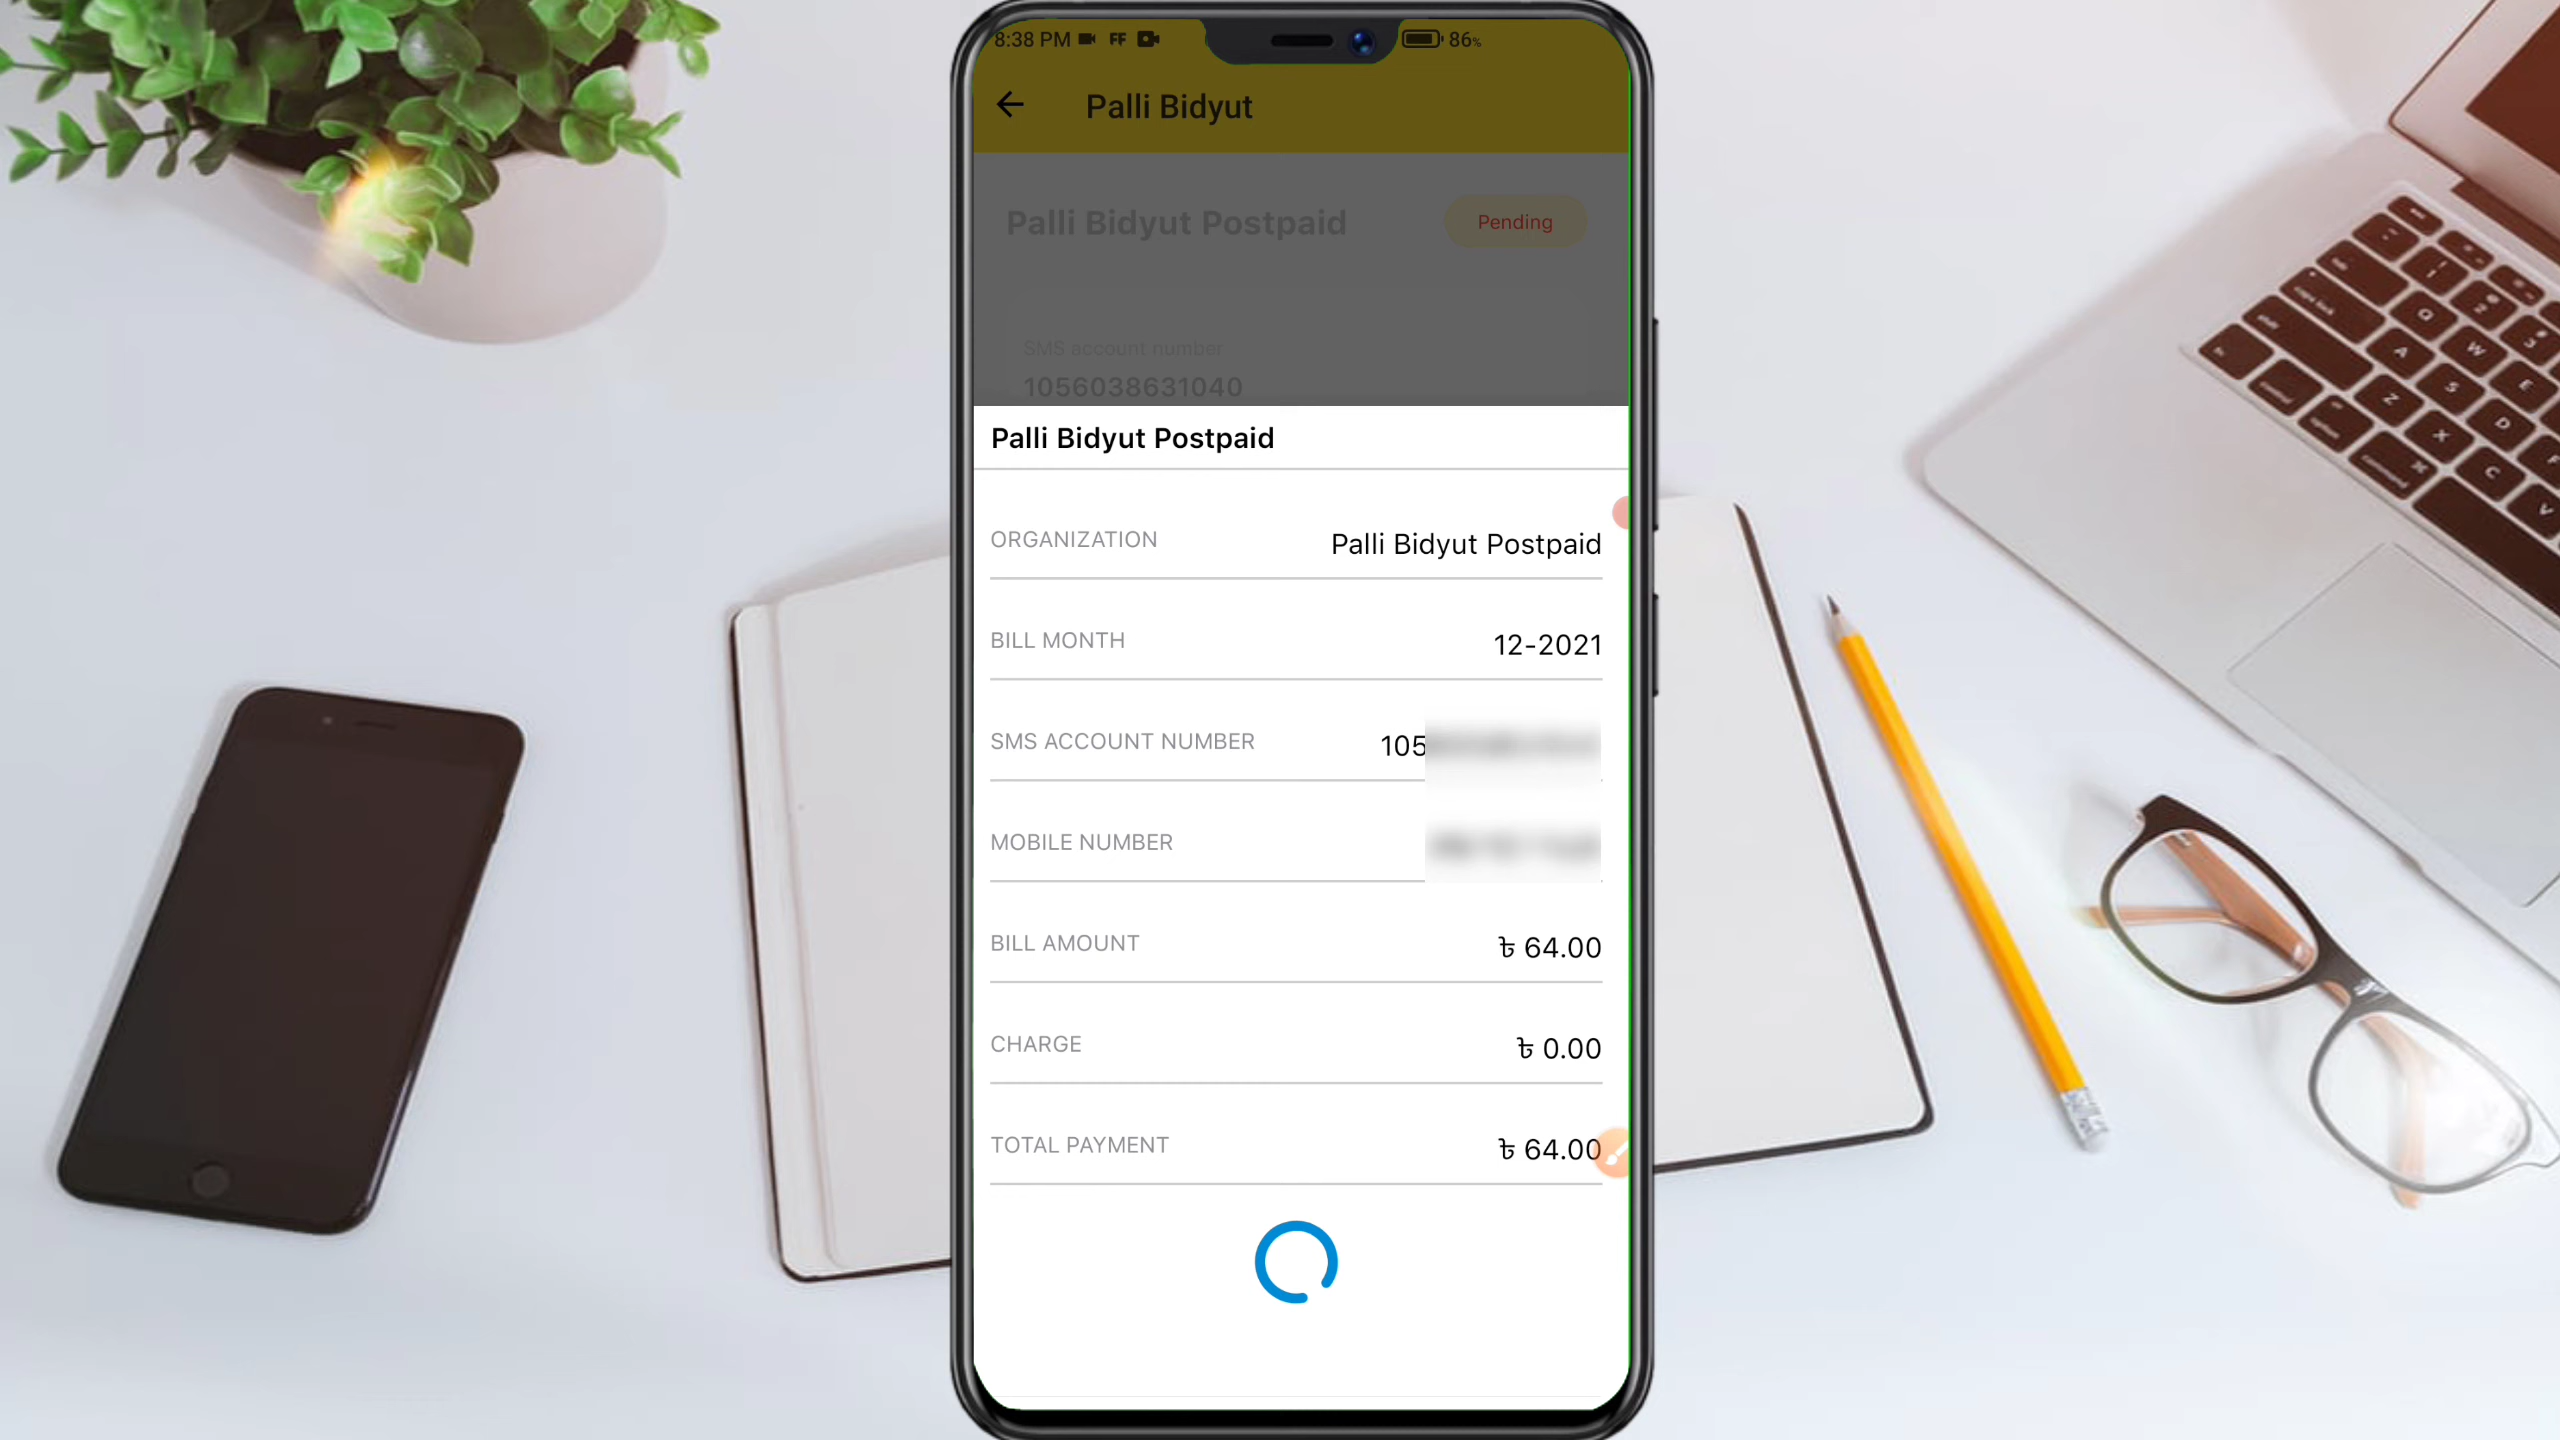 8:38 PM FF 86%
Palli Bidyut
Palli Bidyut Postpaid Pending
SMS account number
1056038631040
Palli Bidyut Postpaid
ORGANIZATION Palli Bidyut Postpaid
BILL MONTH 12-2021
SMS ACCOUNT NUMBER 105
MOBILE NUMBER
BILL AMOUNT ৳ 64.00
CHARGE ৳ 0.00
TOTAL PAYMENT ৳ 64.00